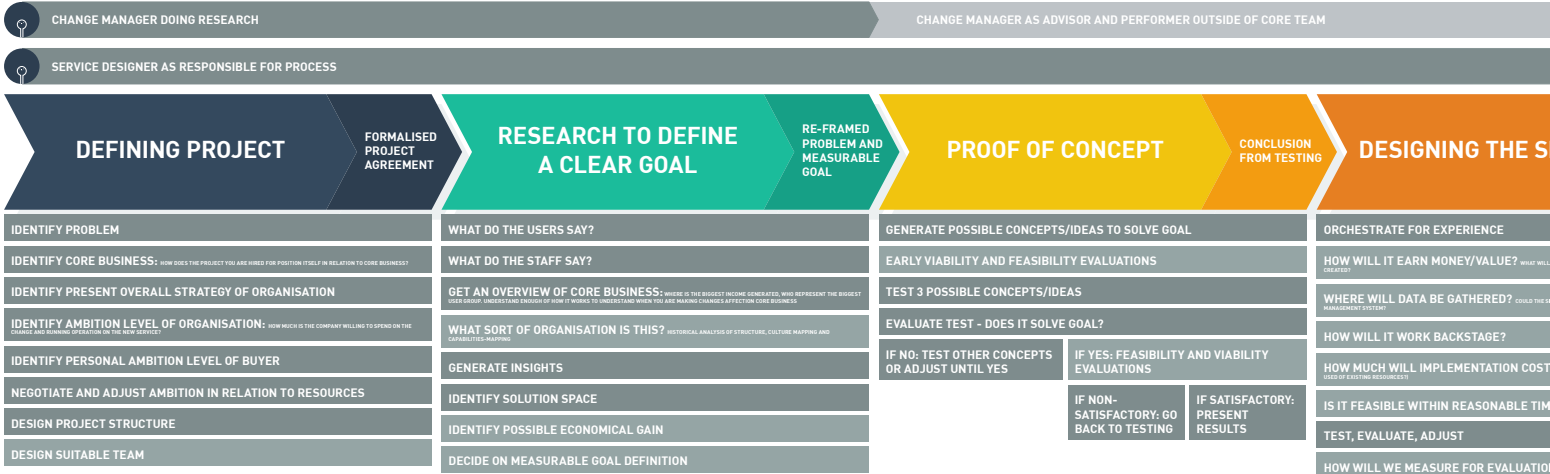 CHANGE MANAGER DOING RESEARCH
CHANGE MANAGER AS ADVISOR AND PERFORMER OUTSIDE OF CORE TEAM
SERVICE DESIGNER AS RESPONSIBLE FOR PROCESS
DEFINING PROJECT
FORMALISED
PROJECT
AGREEMENT
RESEARCH TO DEFINE
A CLEAR GOAL
RE-FRAMED
PROBLEM AND
MEASURABLE
GOAL
PROOF OF CONCEPT
CONCLUSION
FROM TESTING
DESIGNING THE
IDENTIFY PROBLEM
IDENTIFY CORE BUSINESS: HOW DOES THE PROJECT YOU ARE HIRED FOR POSITION ITSELF IN RELATION TO CORE BUSINESS?
IDENTIFY PRESENT OVERALL STRATEGY OF ORGANISATION
IDENTIFY AMBITION LEVEL OF ORGANISATION: HOW MUCH IS THE COMPANY WILLING TO SPEND ON THE
CHANGE AND RUNNING OPERATION ON THE NEW SERVICE?
IDENTIFY PERSONAL AMBITION LEVEL OF BUYER
NEGOTIATE AND ADJUST AMBITION IN RELATION TO RESOURCES
DESIGN PROJECT STRUCTURE
DESIGN SUITABLE TEAM
WHAT DO THE USERS SAY?
WHAT DO THE STAFF SAY?
GET AN OVERVIEW OF CORE BUSINESS: WHERE IS THE BIGGEST INCOME GENERATED, WHO REPRESENT THE BIGGEST
USER GROUP. UNDERSTAND ENOUGH OF HOW IT WORKS TO UNDERSTAND WHEN YOU ARE MAKING CHANGES AFFECTION CORE BUSINESS
WHAT SORT OF ORGANISATION IS THIS? HISTORICAL ANALYSIS OF STRUCTURE, CULTURE MAPPING AND
CAPABILITIES-MAPPING
GENERATE INSIGHTS
IDENTIFY SOLUTION SPACE
IDENTIFY POSSIBLE ECONOMICAL GAIN
DECIDE ON MEASURABLE GOAL DEFINITION
GENERATE POSSIBLE CONCEPTS/IDEAS TO SOLVE GOAL
EARLY VIABILITY AND FEASIBILITY EVALUATIONS
TEST 3 POSSIBLE CONCEPTS/IDEAS
EVALUATE TEST - DOES IT SOLVE GOAL?
IF NO: TEST OTHER CONCEPTS
OR ADJUST UNTIL YES
IF YES: FEASIBILITY AND VIABILITY
EVALUATIONS
IF NON-
SATISFACTORY: GO
BACK TO TESTING
IF SATISFACTORY:
PRESENT
RESULTS
ORCHESTRATE FOR EXPERIENCE
HOW WILL IT EARN MONEY/VALUE? WHAT WILL
CREATED?
WHERE WILL DATA BE GATHERED? COULD THE
MANAGEMENT SYSTEM?
HOW WILL IT WORK BACKSTAGE?
HOW MUCH WILL IMPLEMENTATION COST
USED OF EXISTING RESOURCES?)
IS IT FEASIBLE WITHIN REASONABLE
TEST, EVALUATE, ADJUST
HOW WILL WE MEASURE FOR